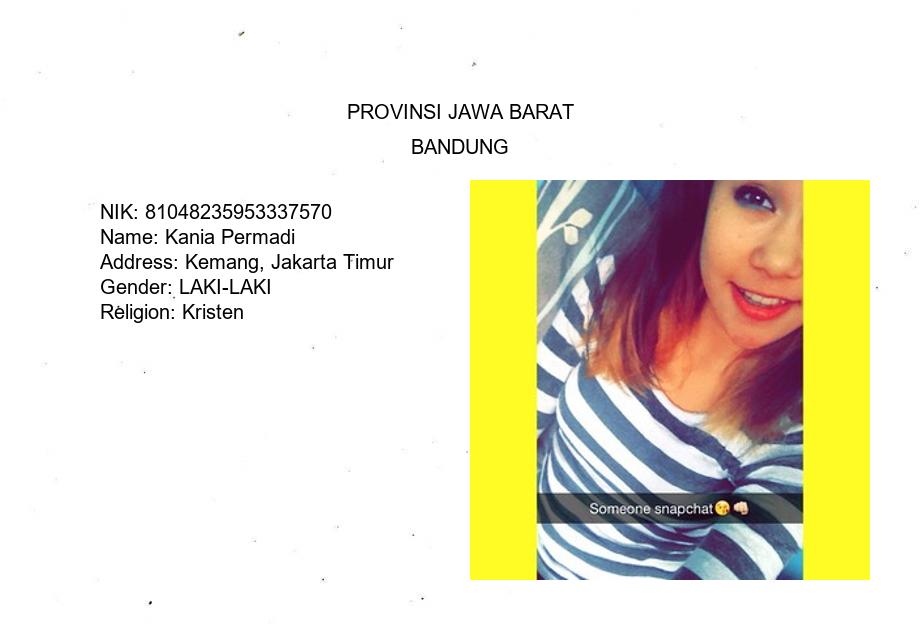 PROVINSI JAWA BARAT
BANDUNG
NIK: 81048235953337570
Name: Kania Permadi
Address: Kemang, Jakarta Timur
Gender: LAKI-LAKI
Religion: Kristen
Someone snapchat😘👊🏻